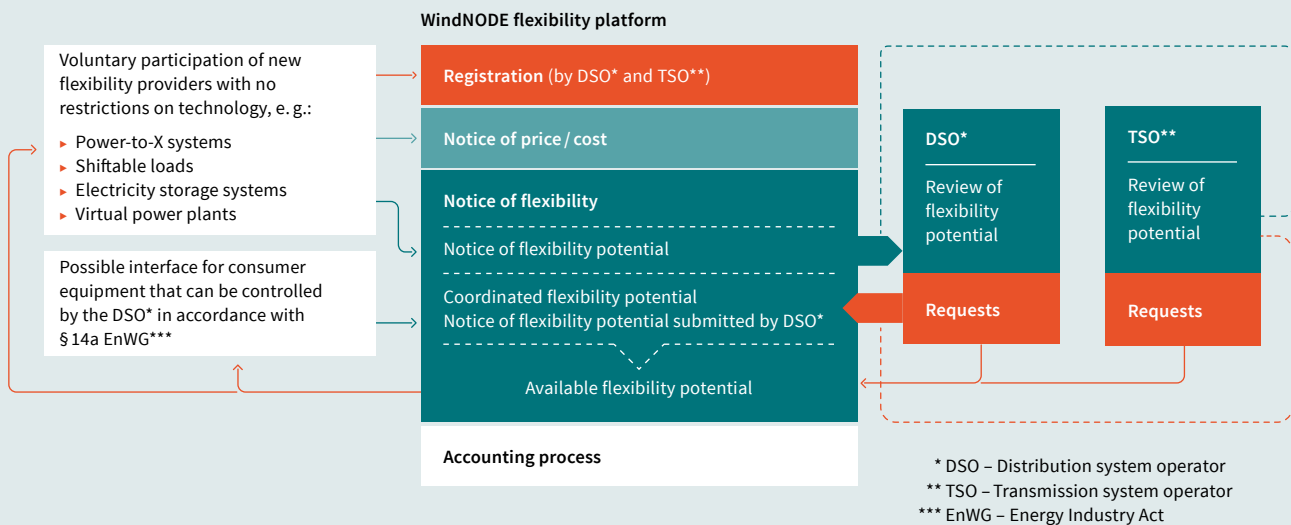 WindNODE flexibility platform
Voluntary participation of new
flexibility providers with no
restrictions on technology, e. g.:
▸ Power-to-X systems
▸ Shiftable loads
▸ Electricity storage systems
▸ Virtual power plants
Possible interface for consumer
equipment that can be controlled
by the DSO* in accordance with
§ 14a EnWG***
Registration (by DSO* and TSO**)
Notice of price / cost
Notice of flexibility
Notice of flexibility potential
Coordinated flexibility potential
Notice of flexibility potential submitted by DSO*
Available flexibility potential
Accounting process
DSO*
Review of
flexibility
potential
Requests
TSO**
Review of
flexibility
potential
Requests
* DSO – Distribution system operator
** TSO – Transmission system operator
*** EnWG – Energy Industry Act